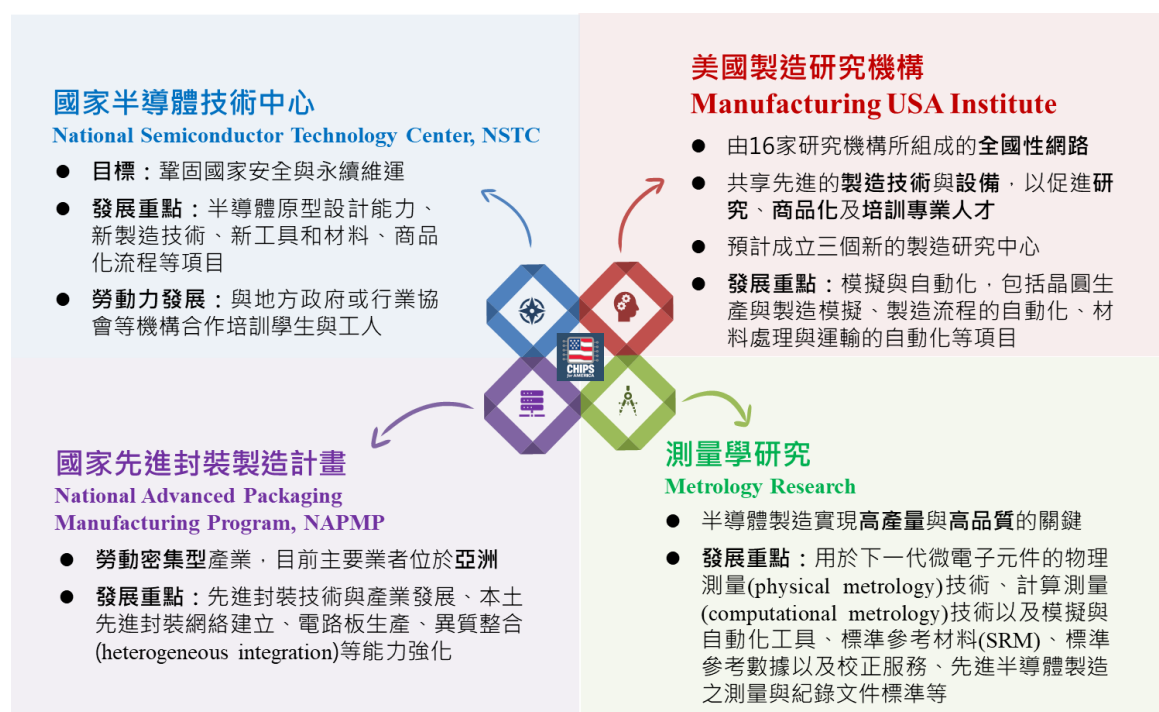 國家半導體技術中心
National Semiconductor Technology Center, NSTC
● 目標：鞏固國家安全與永續維運
● 發展重點：半導體原型設計能力、
新製造技術、新工具和材料、商品
化流程等項目
● 勞動力發展：與地方政府或行業協
會等機構合作培訓學生與工人
美國製造研究機構
Manufacturing USA Institute
● 由16家研究機構所組成的全國性網路
● 共享先進的製造技術與設備，以促進研
究、商品化及培訓專業人才
● 預計成立三個新的製造研究中心
● 發展重點：模擬與自動化，包括晶圓生
產與製造模擬、製造流程的自動化、材
料處理與運輸的自動化等項目
CHIPS
for AMERICA
國家先進封裝製造計畫
National Advanced Packaging
Manufacturing Program, NAPMP
● 勞動密集型產業，目前主要業者位於亞洲
● 發展重點：先進封裝技術與產業發展、本土
先進封裝網絡建立、電路板生產、異質整合
(heterogeneous integration)等能力強化
測量學研究
Metrology Research
● 半導體製造實現高產量與高品質的關鍵
● 發展重點：用於下一代微電子元件的物理
測量(physical metrology)技術、計算測量
(computational metrology)技術以及模擬與
自動化工具、標準參考材料(SRM)、標準
參考數據以及校正服務、先進半導體製造
之測量與紀錄文件標準等